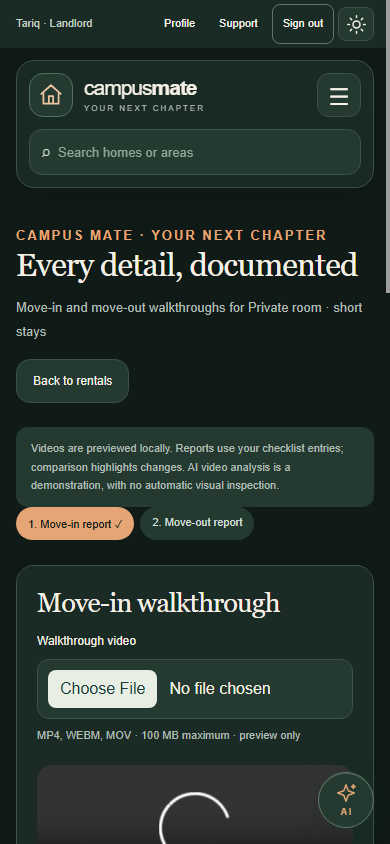 Tariq · Landlord
Profile
Support
Sign out
campusmate
YOUR NEXT CHAPTER
Search homes or areas
CAMPUS MATE · YOUR NEXT CHAPTER
Every detail, documented
Move-in and move-out walkthroughs for Private room · short
stays
Back to rentals
Videos are previewed locally. Reports use your checklist entries;
comparison highlights changes. AI video analysis is a
demonstration, with no automatic visual inspection.
1. Move-in report ✓
2. Move-out report
Move-in walkthrough
Walkthrough video
Choose File No file chosen
MP4, WEBM, MOV · 100 MB maximum · preview only
AI